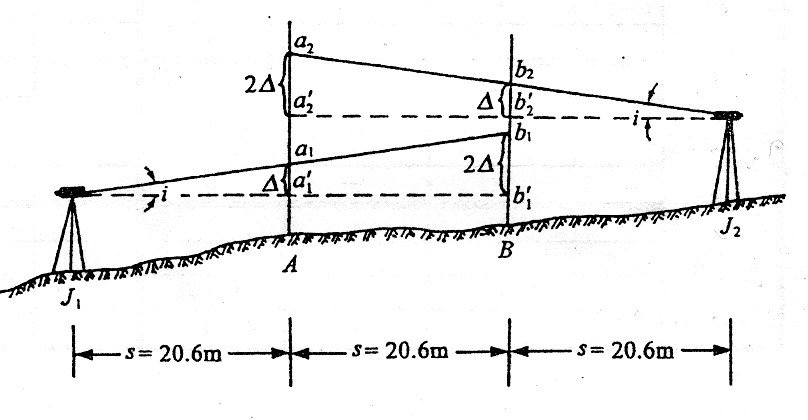 a₂
2Δ
a₂′
b₂
Δ b₂′
i
b₁
a₁
2Δ
i
Δ a₁′
b₁′
J₂
A
B
J₁
s= 20.6m
s= 20.6m
s= 20.6m